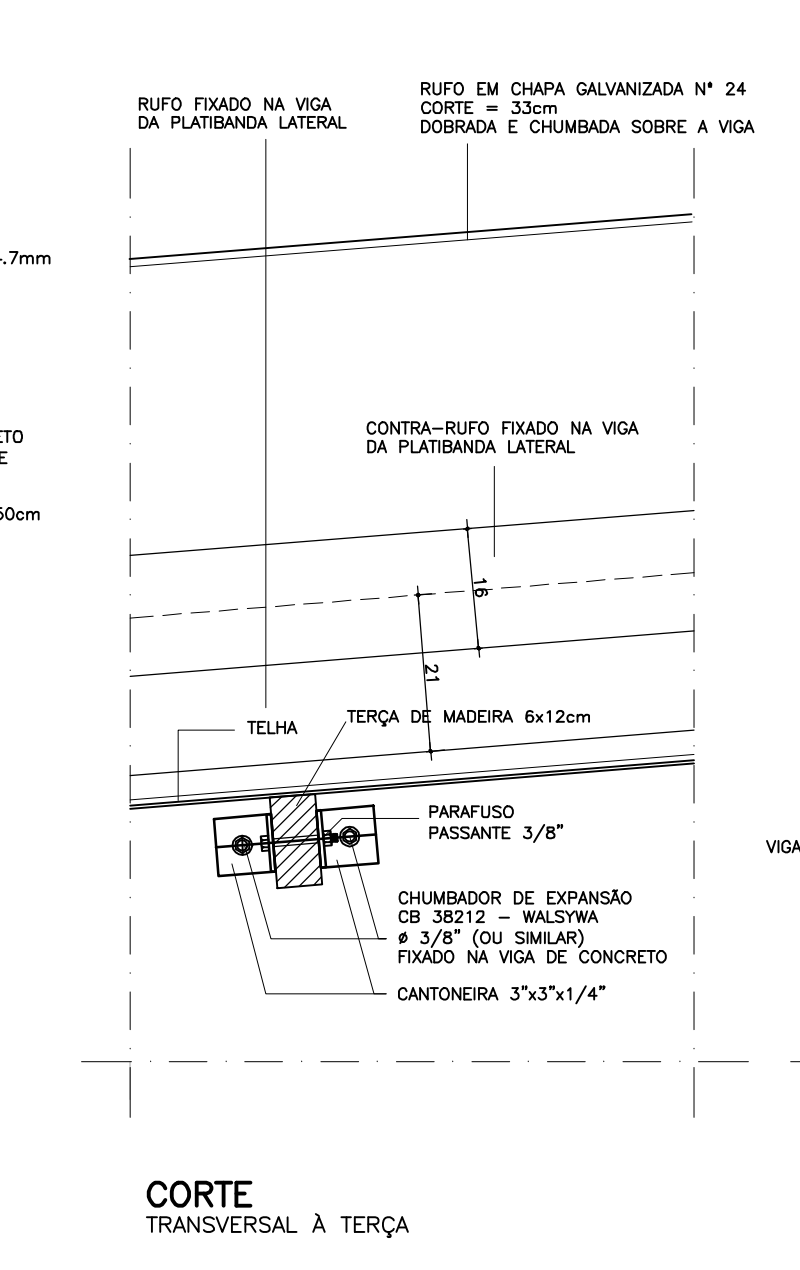 RUFO FIXADO NA VIGA
DA PLATIBANDA LATERAL
RUFO EM CHAPA GALVANIZADA Nº 24
CORTE = 33cm
DOBRADA E CHUMBADA SOBRE A VIGA
.7mm
CONTRA-RUFO FIXADO NA VIGA
DA PLATIBANDA LATERAL
ETO
E
50cm
16
21
TERÇA DE MADEIRA 6x12cm
TELHA
PARAFUSO
PASSANTE 3/8"
VIGA
CHUMBADOR DE EXPANSÃO
CB 38212 - WALSYWA
ø 3/8" (OU SIMILAR)
FIXADO NA VIGA DE CONCRETO
CANTONEIRA 3"x3"x1/4"
CORTE
TRANSVERSAL À TERÇA